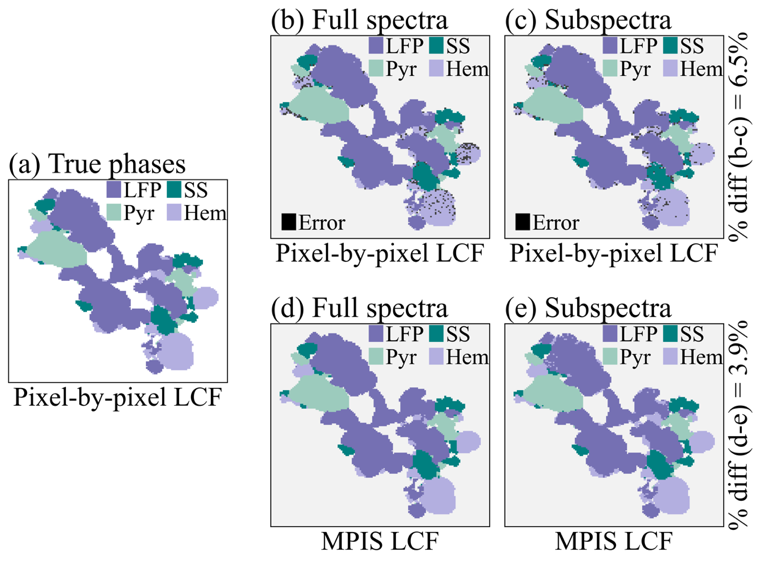 (a) True phases
LFP SS
Pyr Hem
Pixel-by-pixel LCF
(b) Full spectra
LFP SS
Pyr Hem
Error
Pixel-by-pixel LCF
(c) Subspectra
LFP SS
Pyr Hem
Error
Pixel-by-pixel LCF
% diff (b-c) = 6.5%
(d) Full spectra
LFP SS
Pyr Hem
MPIS LCF
(e) Subspectra
LFP SS
Pyr Hem
MPIS LCF
% diff (d-e) = 3.9%